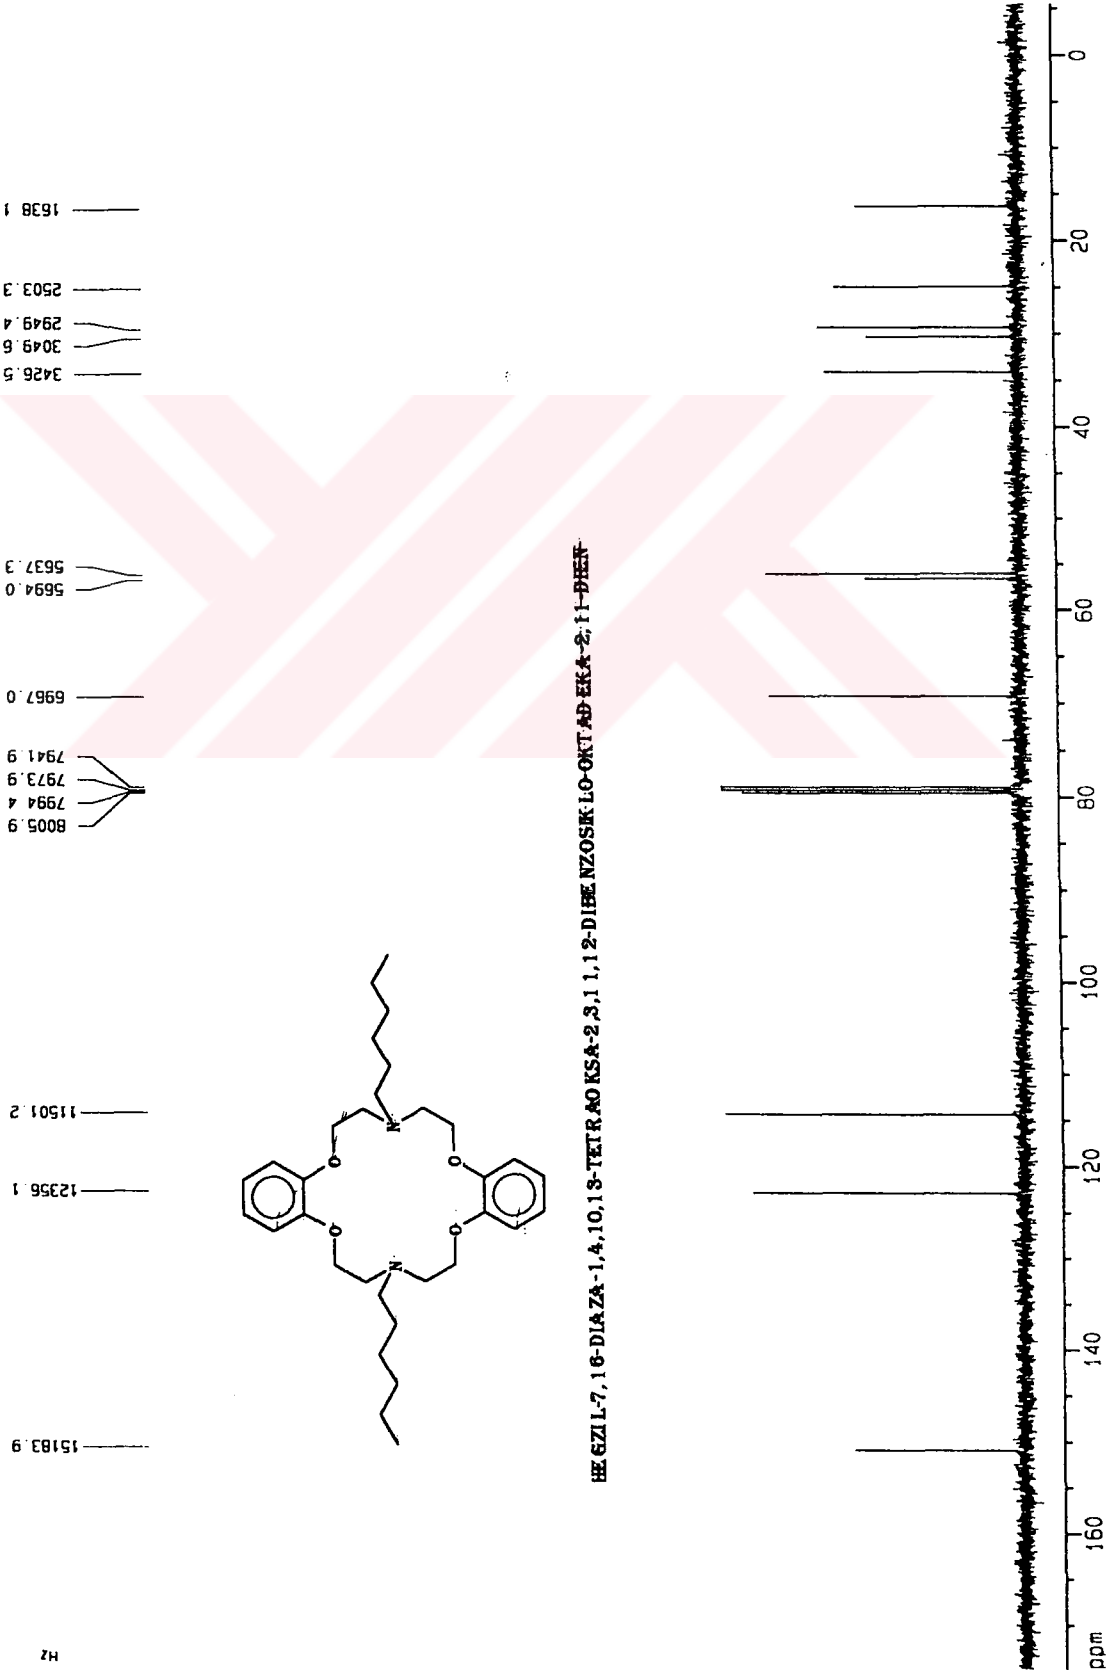 Hz
15183.9
12356.1
11501.2
8005.9
7994.4
7973.9
7941.9
6967.0
5694.0
5637.3
3426.5
3049.6
2949.4
2503.3
1638.1
O
O
N
N
O
O
HEGZIL-7,16-DIAZA-1,4,10,13-TETRAOKSA-2,3,11,12-DIBENZOSIKLO-OKTADEKA-2,11-DIEN
ppm
160
140
120
100
80
60
40
20
0